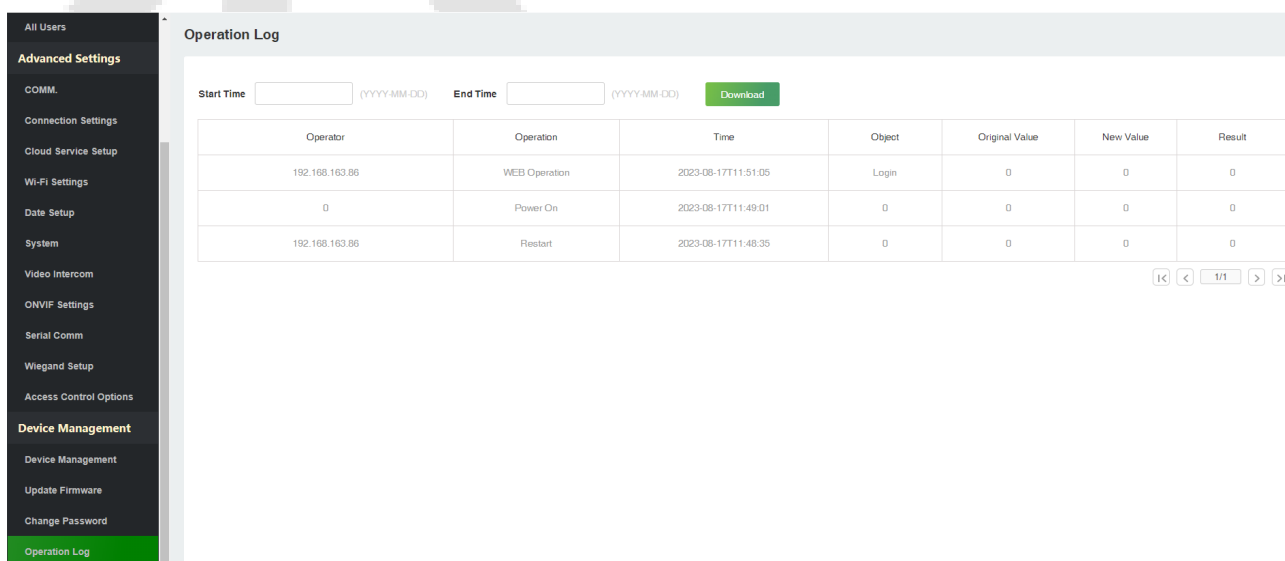 All Users
Advanced Settings
COMM.
Connection Settings
Cloud Service Setup
Wi-Fi Settings
Date Setup
System
Video Intercom
ONVIF Settings
Serial Comm
Wiegand Setup
Access Control Options
Device Management
Device Management
Update Firmware
Change Password
Operation Log
Operation Log
Start Time (YYYY-MM-DD) End Time (YYYY-MM-DD) Download
Operator Operation Time Object Original Value New Value Result
192.168.163.86 WEB Operation 2023-08-17T11:51:05 Login 0 0 0
0 Power On 2023-08-17T11:49:01 0 0 0 0
192.168.163.86 Restart 2023-08-17T11:48:35 0 0 0 0
1/1